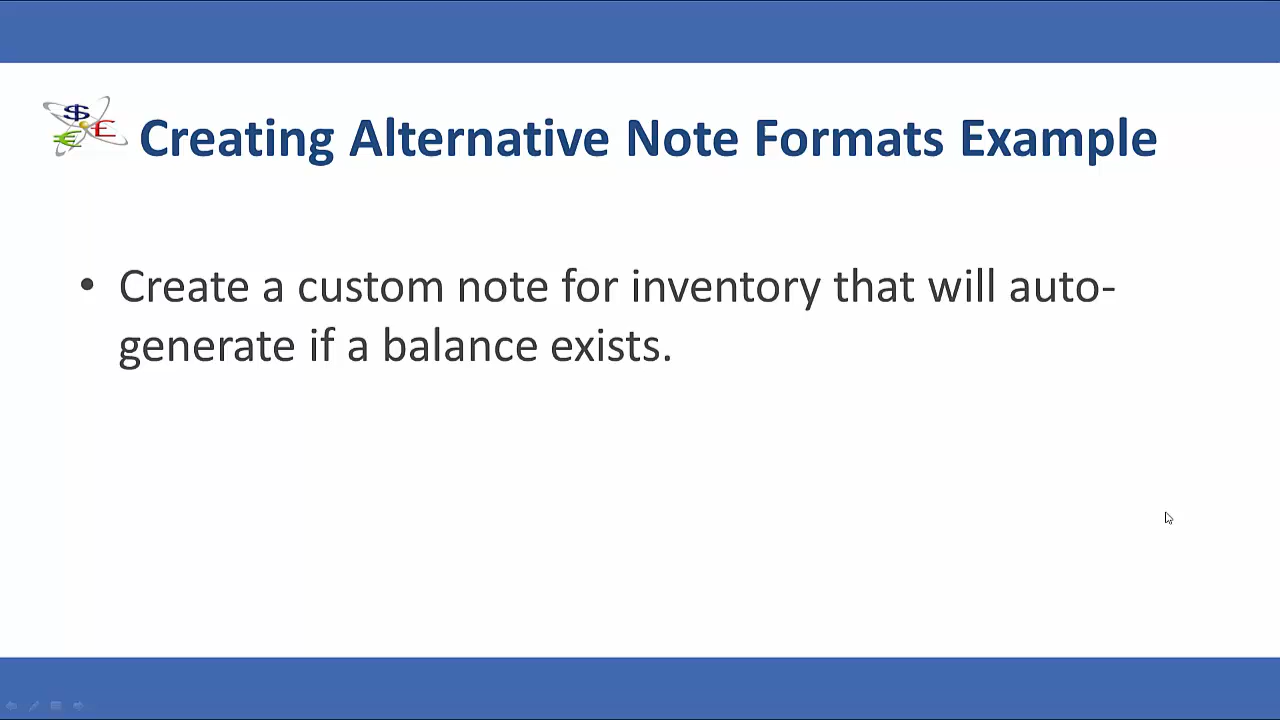 $ £ €
Creating Alternative Note Formats Example
• Create a custom note for inventory that will auto-
generate if a balance exists.